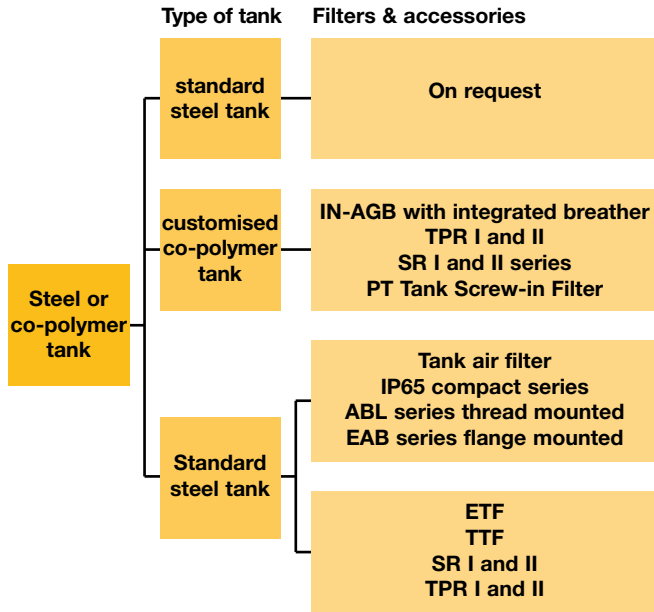 Type of tank
Filters & accessories
standard
steel tank
On request
customised
co-polymer
tank
IN-AGB with integrated breather
TPR I and II
SR I and II series
PT Tank Screw-in Filter
Steel or
co-polymer
tank
Tank air filter
IP65 compact series
ABL series thread mounted
EAB series flange mounted
Standard
steel tank
ETF
TTF
SR I and II
TPR I and II